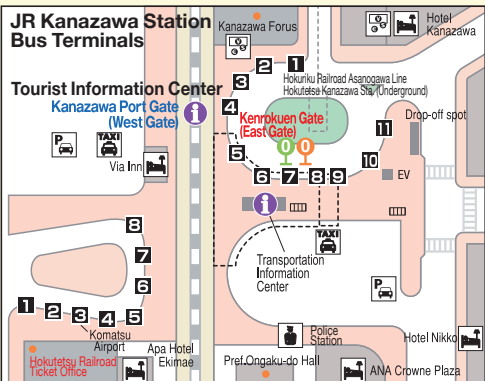 JR Kanazawa Station
Bus Terminals
Kanazawa Forus
Hotel
Kanazawa
Tourist Information Center
Kanazawa Port Gate
(West Gate)
Hokuriku Railroad Asanogawa Line
Hokutetsu Kanazawa Sta. (Underground)
Kenrokuen Gate
(East Gate)
1
2
3
4
5
6
7
8
9
10
11
0
0
Drop-off spot
EV
P
TAXI
Via Inn
i
i
Transportation
Information
Center
TAXI
P
8
7
6
5
4
3
2
1
Komatsu
Airport
Hokutetsu Railroad
Ticket Office
Apa Hotel
Ekimae
Police
Station
Pref.Ongaku-do Hall
Hotel Nikko
ANA Crowne Plaza